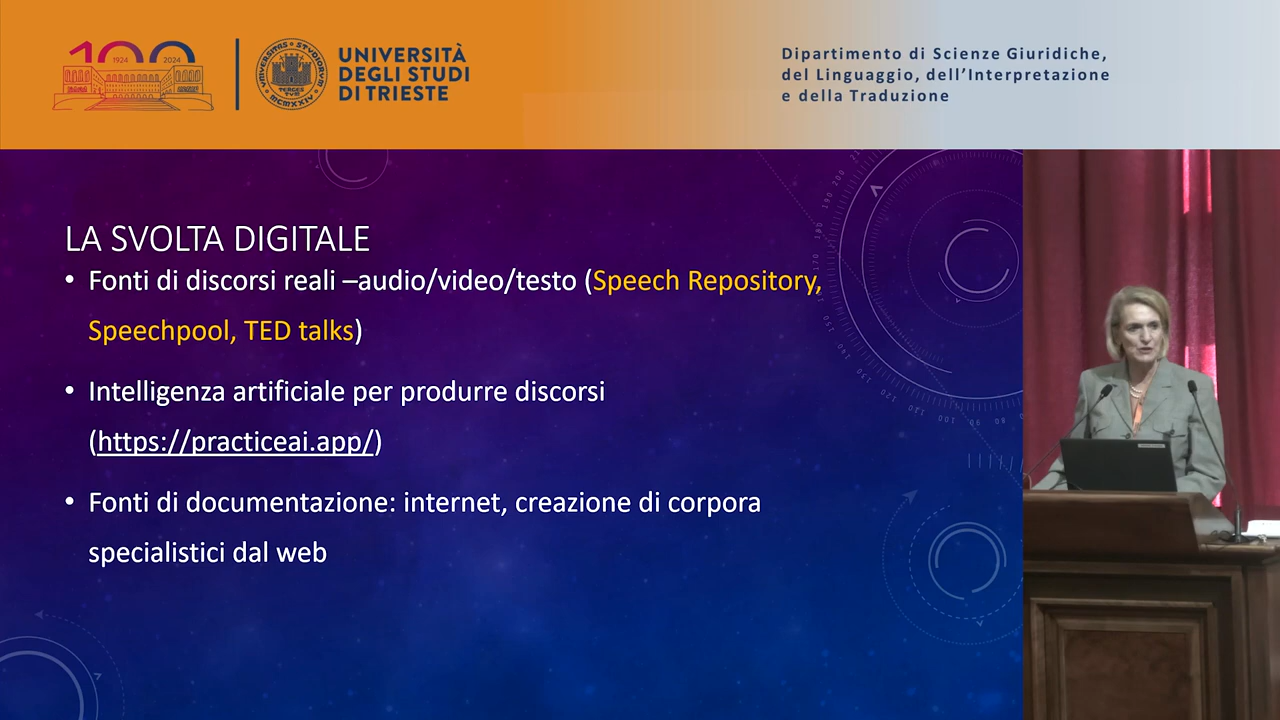 1924 2024
UNIVERSITÀ
DEGLI STUDI
DI TRIESTE
Dipartimento di Scienze Giuridiche,
del Linguaggio, dell'Interpretazione
e della Traduzione
LA SVOLTA DIGITALE
• Fonti di discorsi reali –audio/video/testo (Speech Repository,
Speechpool, TED talks)
• Intelligenza artificiale per produrre discorsi
(https://practiceai.app/)
• Fonti di documentazione: internet, creazione di corpora
specialistici dal web